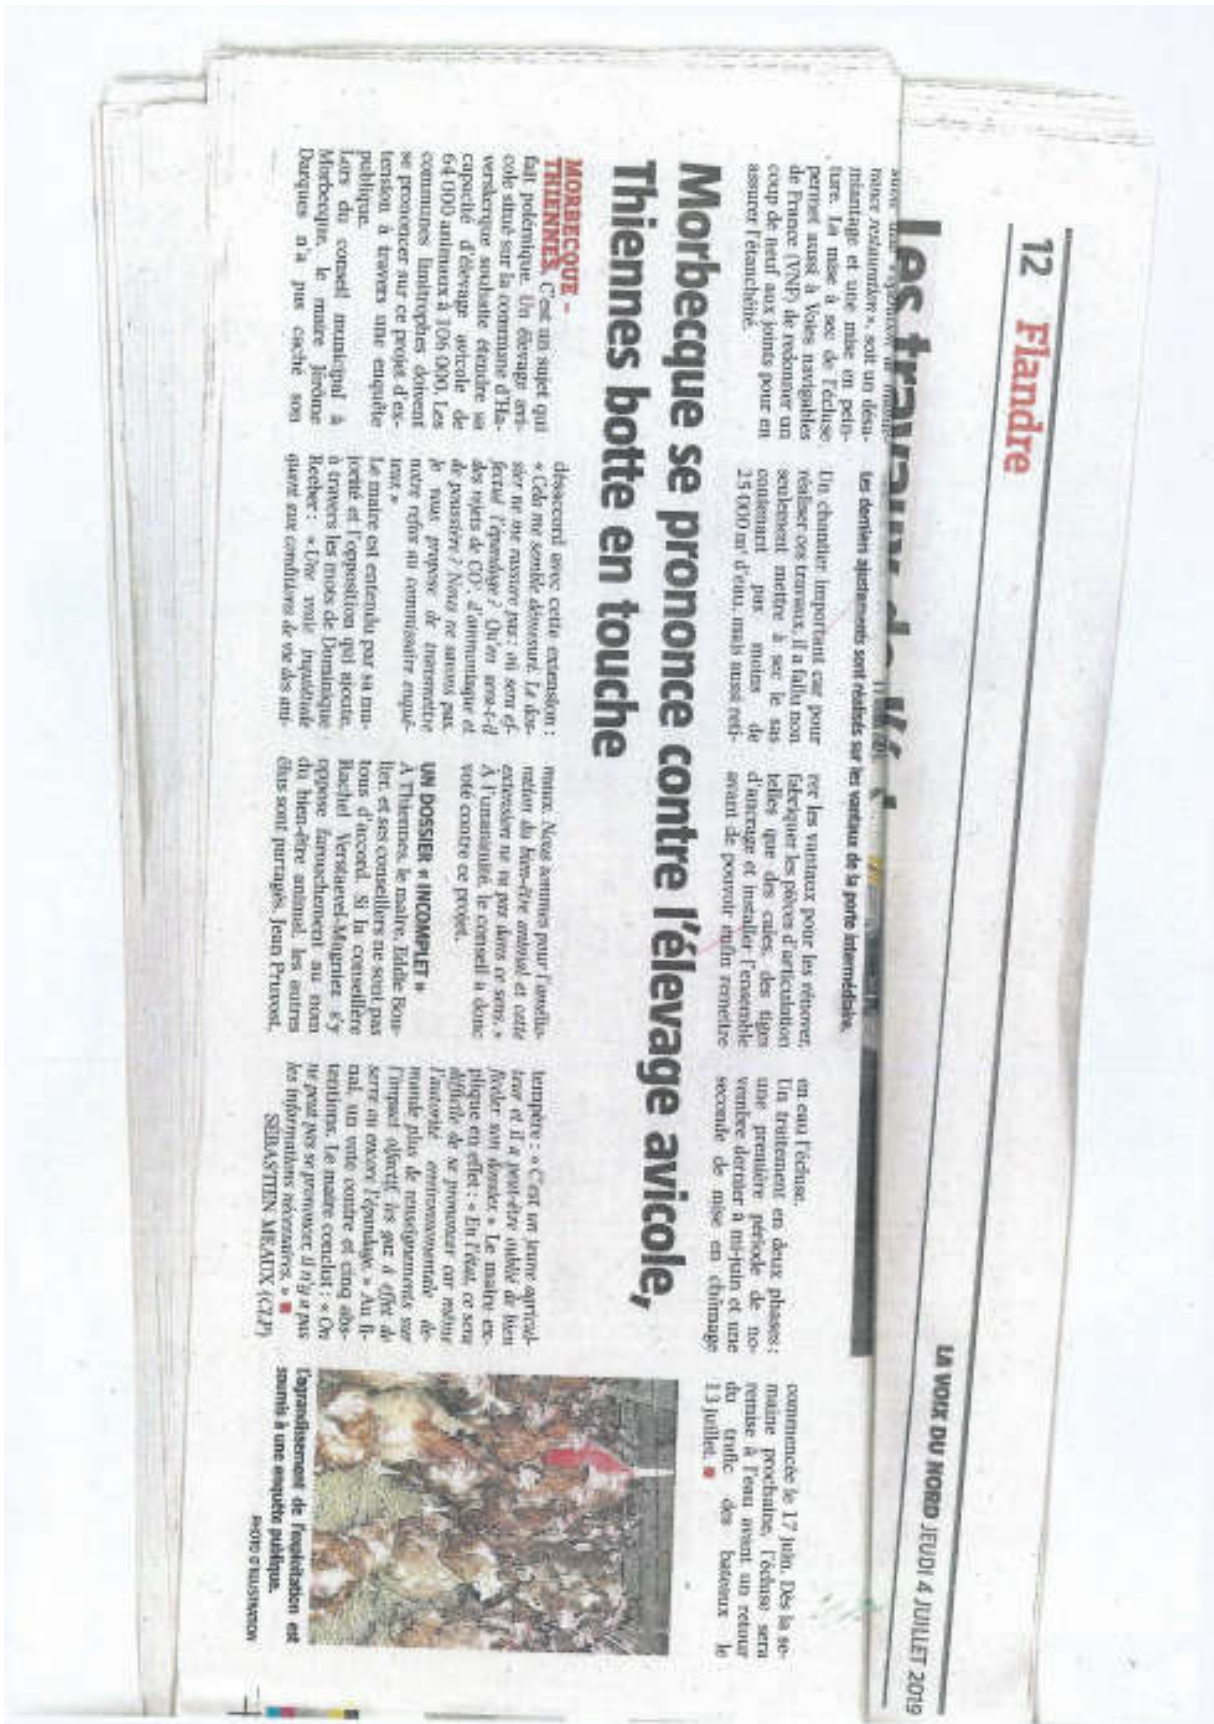 12 Flandre
LA VOIX DU NORD JEUDI 4 JUILLET 2019
Les travaux
Les derniers ajustements sont réalisés sur les vantaux de la porte intermédiaire.
nance restauration », soit un désa-
miantage et une mise en pein-
ture. La mise à sec de l'écluse
permet aussi à Voies navigables
de France (VNF) de redonner un
coup de neuf aux joints pour en
assurer l'étanchéité.
Un chantier important car pour
réaliser ces travaux, il a fallu non
seulement mettre à sec le sas
contenant pas moins de
25 000 m³ d'eau, mais aussi reti-
rer les vantaux pour les rénover,
fabriquer les pièces d'articulation
telles que des cales, des tiges
d'ancrage et installer l'ensemble
avant de pouvoir enfin remettre
en eau l'écluse.
Un traitement en deux phases :
une première période de no-
vembre dernier à mi-juin et une
seconde de mise en chômage
commencée le 17 juin. Dès la se-
maine prochaine, l'écluse sera
remise à l'eau avant un retour
du trafic des bateaux le
13 juillet.
Morbecque se prononce contre l'élevage avicole,
Thiennes botte en touche
MORBECQUE –
THIENNES. C'est un sujet qui
fait polémique. Un élevage avi-
cole situé sur la commune d'Ha-
verskerque souhaite étendre sa
capacité d'élevage avicole de
64 000 animaux à 106 000. Les
communes limitrophes doivent
se prononcer sur ce projet d'ex-
tension à travers une enquête
publique.
Lors du conseil municipal à
Morbecque, le maire Jérôme
Darques n'a pas caché son
désaccord avec cette extension :
« Cela me semble démesuré. Le dos-
sier ne me rassure pas : où sera ef-
fectué l'épandage ? Qu'en sera-t-il
des rejets de CO², d'ammoniaque et
de poussière ? Nous ne savons pas.
Je vous propose de transmettre
notre refus au commissaire enquê-
teur. »
Le maire est entendu par sa ma-
jorité et l'opposition qui ajoute,
à travers les mots de Dominique
Reeber : « Une vraie inquiétude
quant aux conditions de vie des ani-
maux. Nous sommes pour l'amélio-
ration du bien-être animal et cette
extension ne va pas dans ce sens. »
À l'unanimité, le conseil a donc
voté contre ce projet.
UN DOSSIER « INCOMPLET »
À Thiennes, le maire, Eddie Bou-
lier, et ses conseillers ne sont pas
tous d'accord. Si la conseillère
Rachel Verstaevel-Magnier s'y
oppose farouchement au nom
du bien-être animal, les autres
élus sont partagés. Jean Pruvost,
tempère : « C'est un jeune agricul-
teur et il a peut-être oublié de bien
ficeler son dossier. » Le maire ex-
plique en effet : « En l'état, ce sera
difficile de se prononcer car même
l'autorité environnementale de-
mande plus de renseignements sur
l'impact olfactif, les gaz à effet de
serre ou encore l'épandage. » Au fi-
nal, un vote contre et cinq abs-
tentions. Le maire conclut : « On
ne peut pas se prononcer, il n'y a pas
les informations nécessaires. »
SÉBASTIEN MEAUX (CLP)
L'agrandissement de l'exploitation est
soumis à une enquête publique.
PHOTO D'ILLUSTRATION